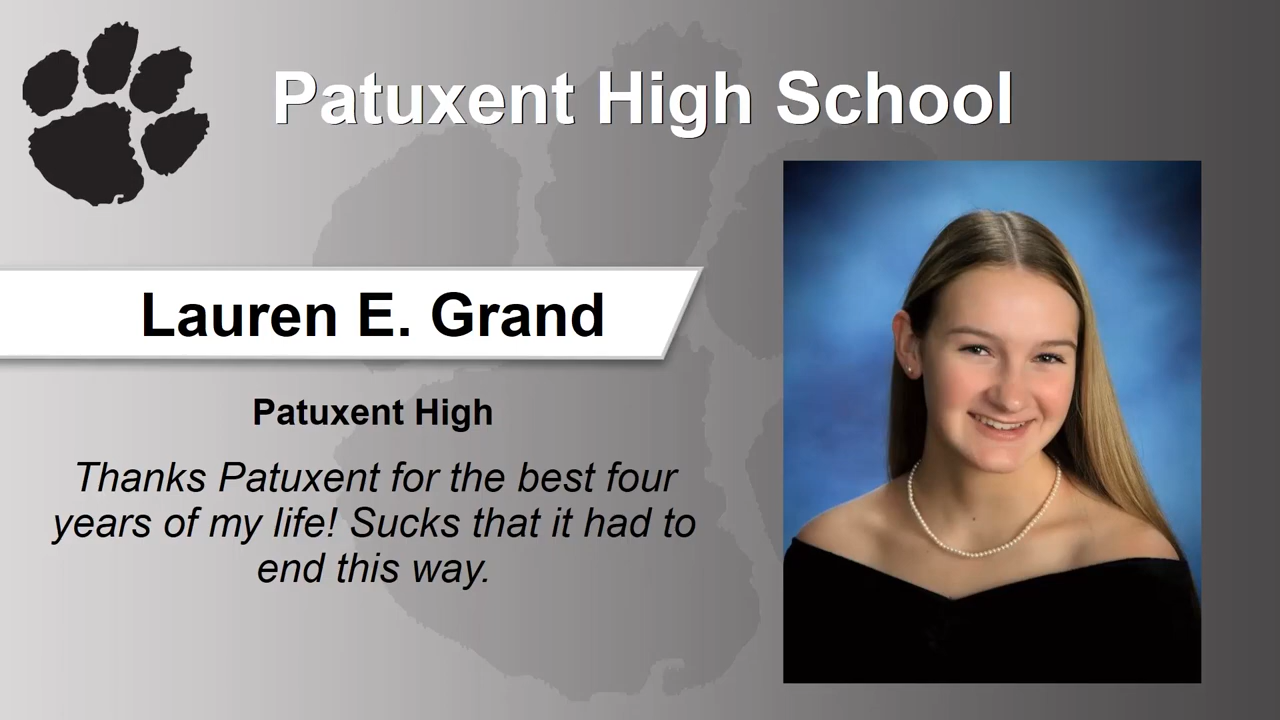 Patuxent High School
Lauren E. Grand
Patuxent High
Thanks Patuxent for the best four
years of my life! Sucks that it had to
end this way.